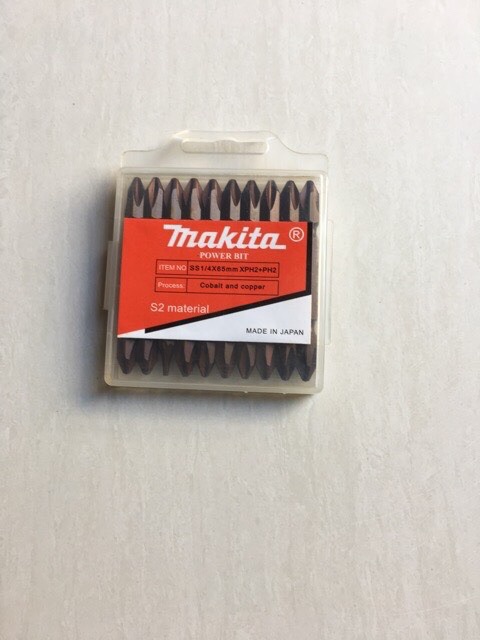 makita ®
POWER BIT
ITEM NO SS1/4X65mm XPH2+PH2
Process: Cobalt and copper
S2 material
MADE IN JAPAN